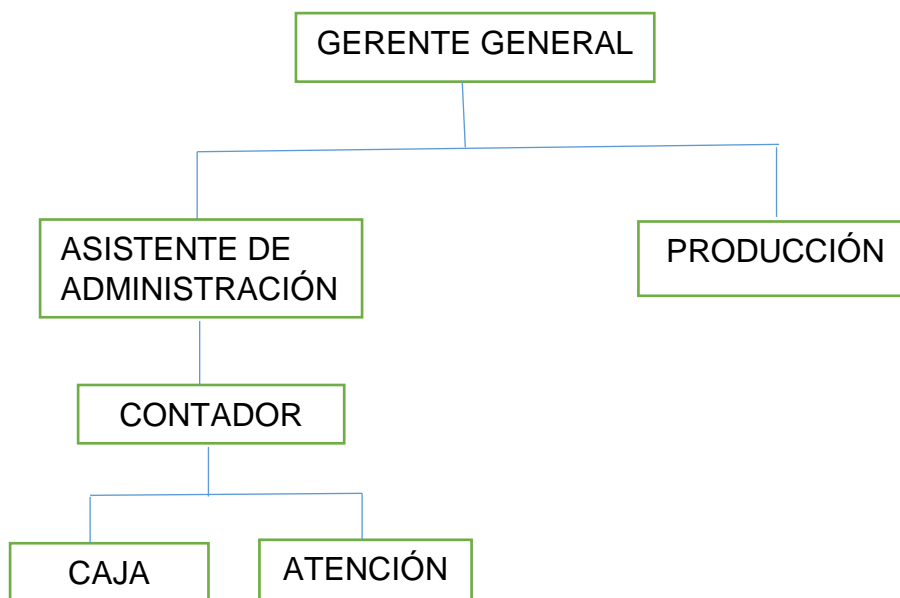 GERENTE GENERAL
ASISTENTE DE
ADMINISTRACIÓN
PRODUCCIÓN
CONTADOR
CAJA
ATENCIÓN